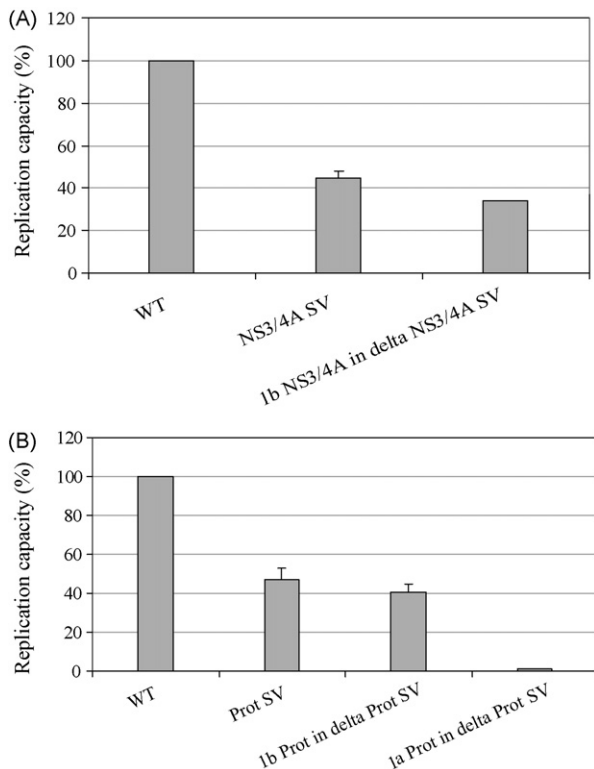 (A)
Replication capacity (%)
120
100
80
60
40
20
0
WT
NS3/4A SV
1b NS3/4A in delta NS3/4A SV
(B)
Replication capacity (%)
120
100
80
60
40
20
0
WT
Prot SV
1b Prot in delta Prot SV
1a Prot in delta Prot SV